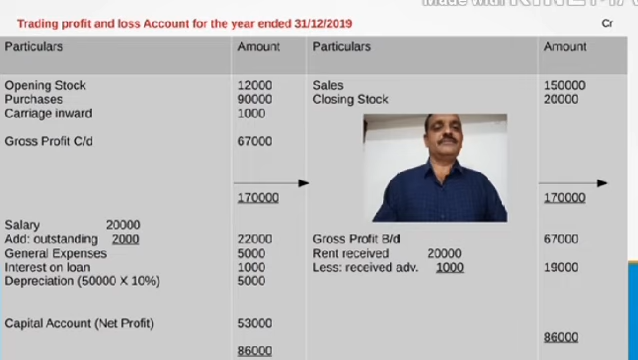 Made with
Trading profit and loss Account for the year ended 31/12/2019 Cr
Particulars Amount Particulars Amount
Opening Stock 12000 Sales 150000
Purchases 90000 Closing Stock 20000
Carriage inward 1000
Gross Profit C/d 67000
170000 170000
Salary 20000
Add: outstanding 2000 22000 Gross Profit B/d 67000
General Expenses 5000 Rent received 20000
Interest on loan 1000 Less: received adv. 1000 19000
Depreciation (50000 X 10%) 5000
Capital Account (Net Profit) 53000
86000
86000